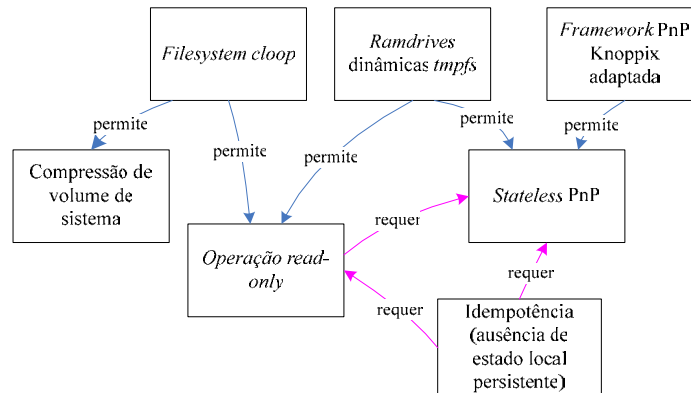 Filesystem cloop
Ramdrives
dinâmicas tmpfs
Framework PnP
Knoppix
adaptada
permite
permite
permite
permite
permite
Compressão de
volume de
sistema
Stateless PnP
requer
Operação read-
only
requer
requer
Idempotência
(ausência de
estado local
persistente)